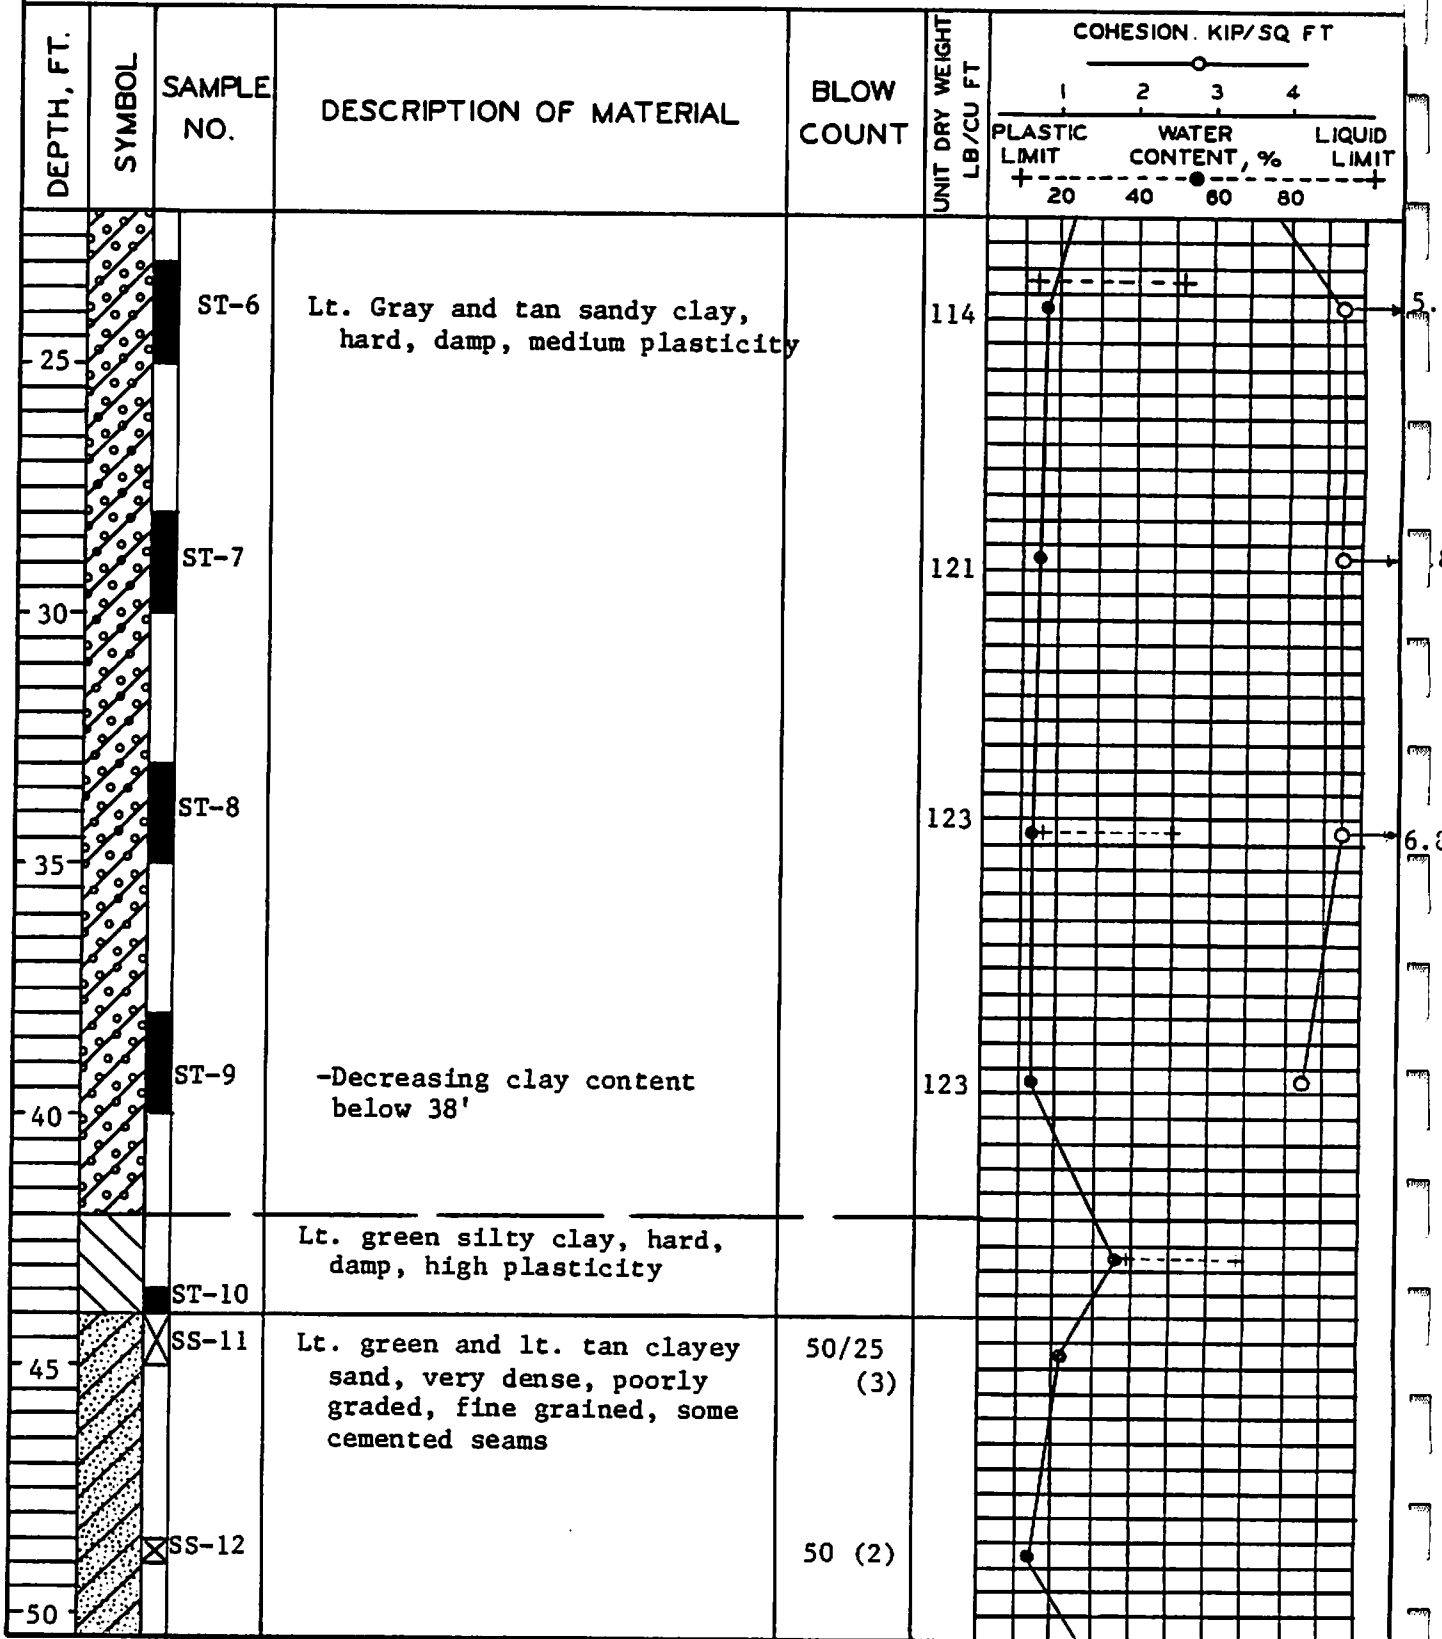 DEPTH, FT.
SYMBOL
SAMPLE NO.
DESCRIPTION OF MATERIAL
BLOW COUNT
UNIT DRY WEIGHT LB/CU FT
COHESION. KIP/SQ FT
1 2 3 4
PLASTIC LIMIT
WATER CONTENT, %
LIQUID LIMIT
20 40 60 80
ST-6
Lt. Gray and tan sandy clay,
hard, damp, medium plasticity
114
5.
25
ST-7
121
30
ST-8
123
6.8
35
ST-9
-Decreasing clay content
below 38'
123
40
Lt. green silty clay, hard,
damp, high plasticity
ST-10
SS-11
Lt. green and lt. tan clayey
sand, very dense, poorly
graded, fine grained, some
cemented seams
50/25
(3)
45
SS-12
50 (2)
50